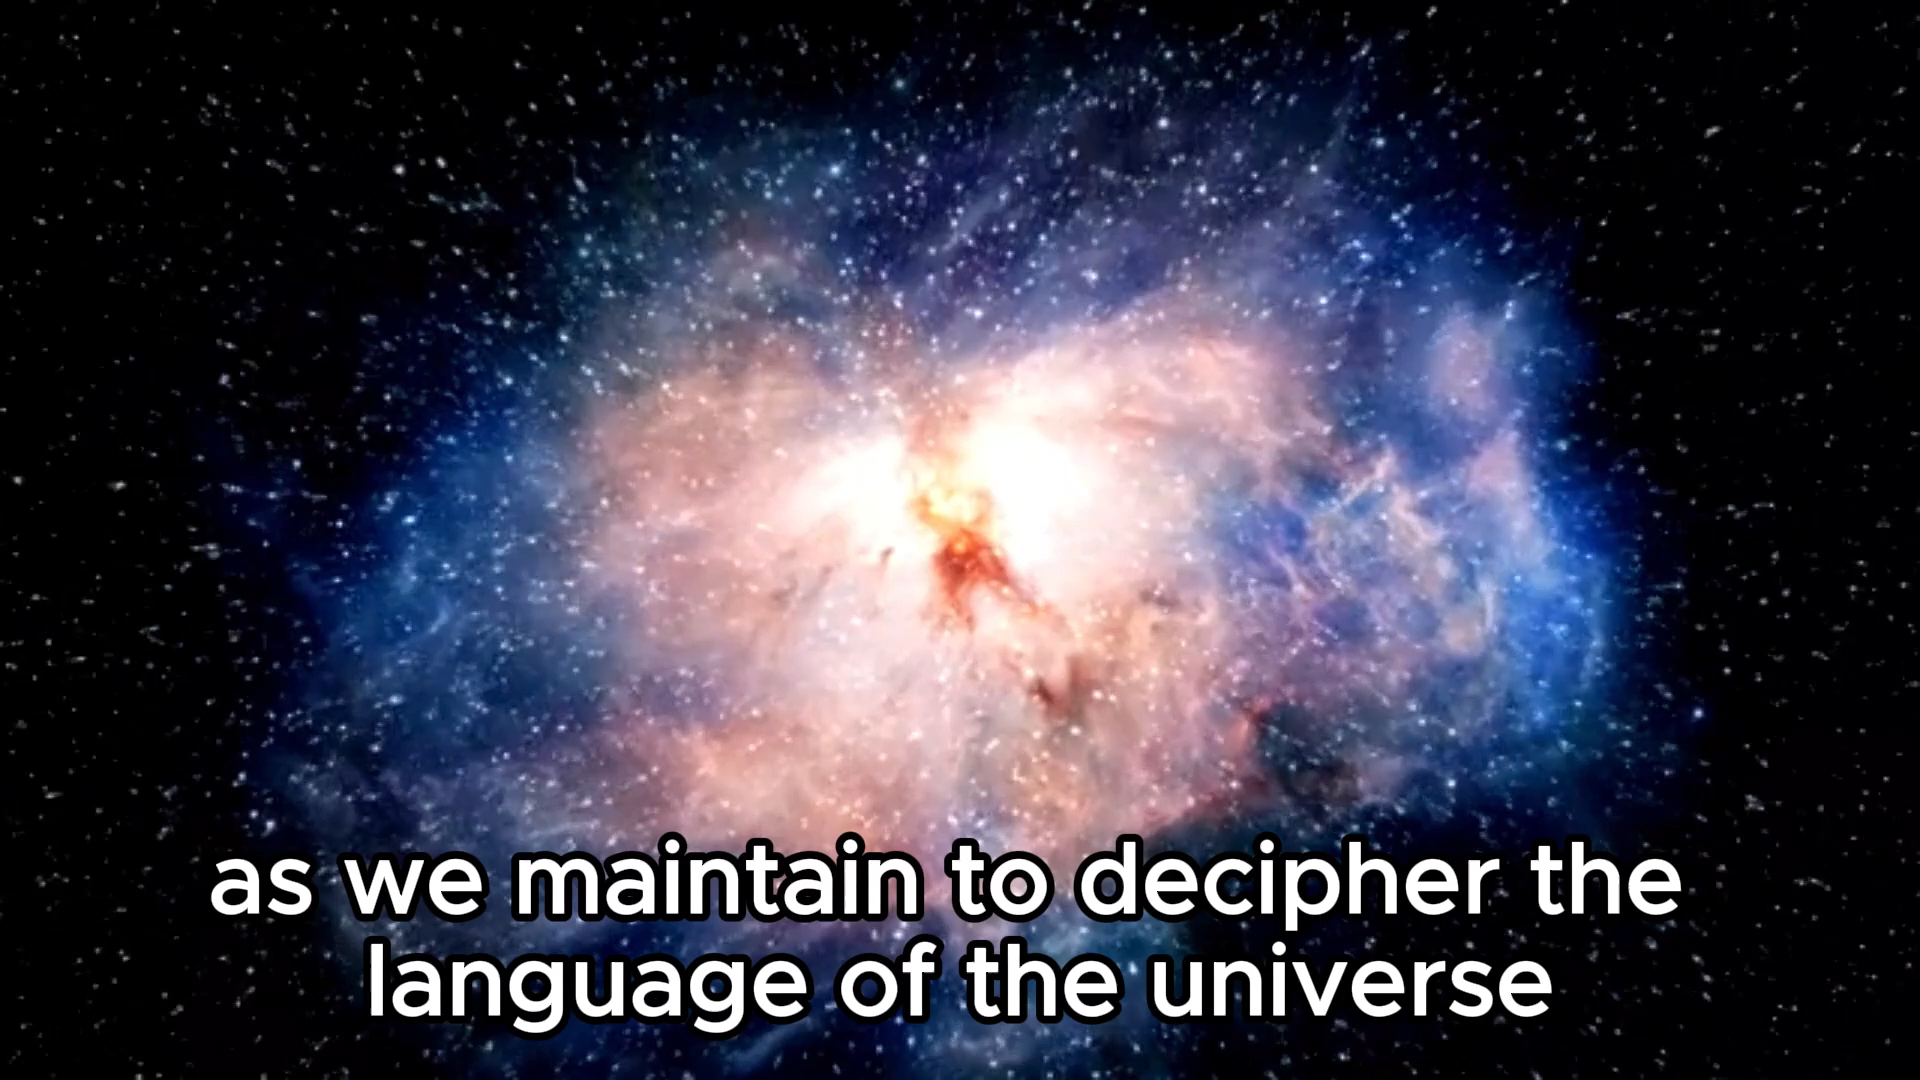 as we maintain to decipher the
language of the universe